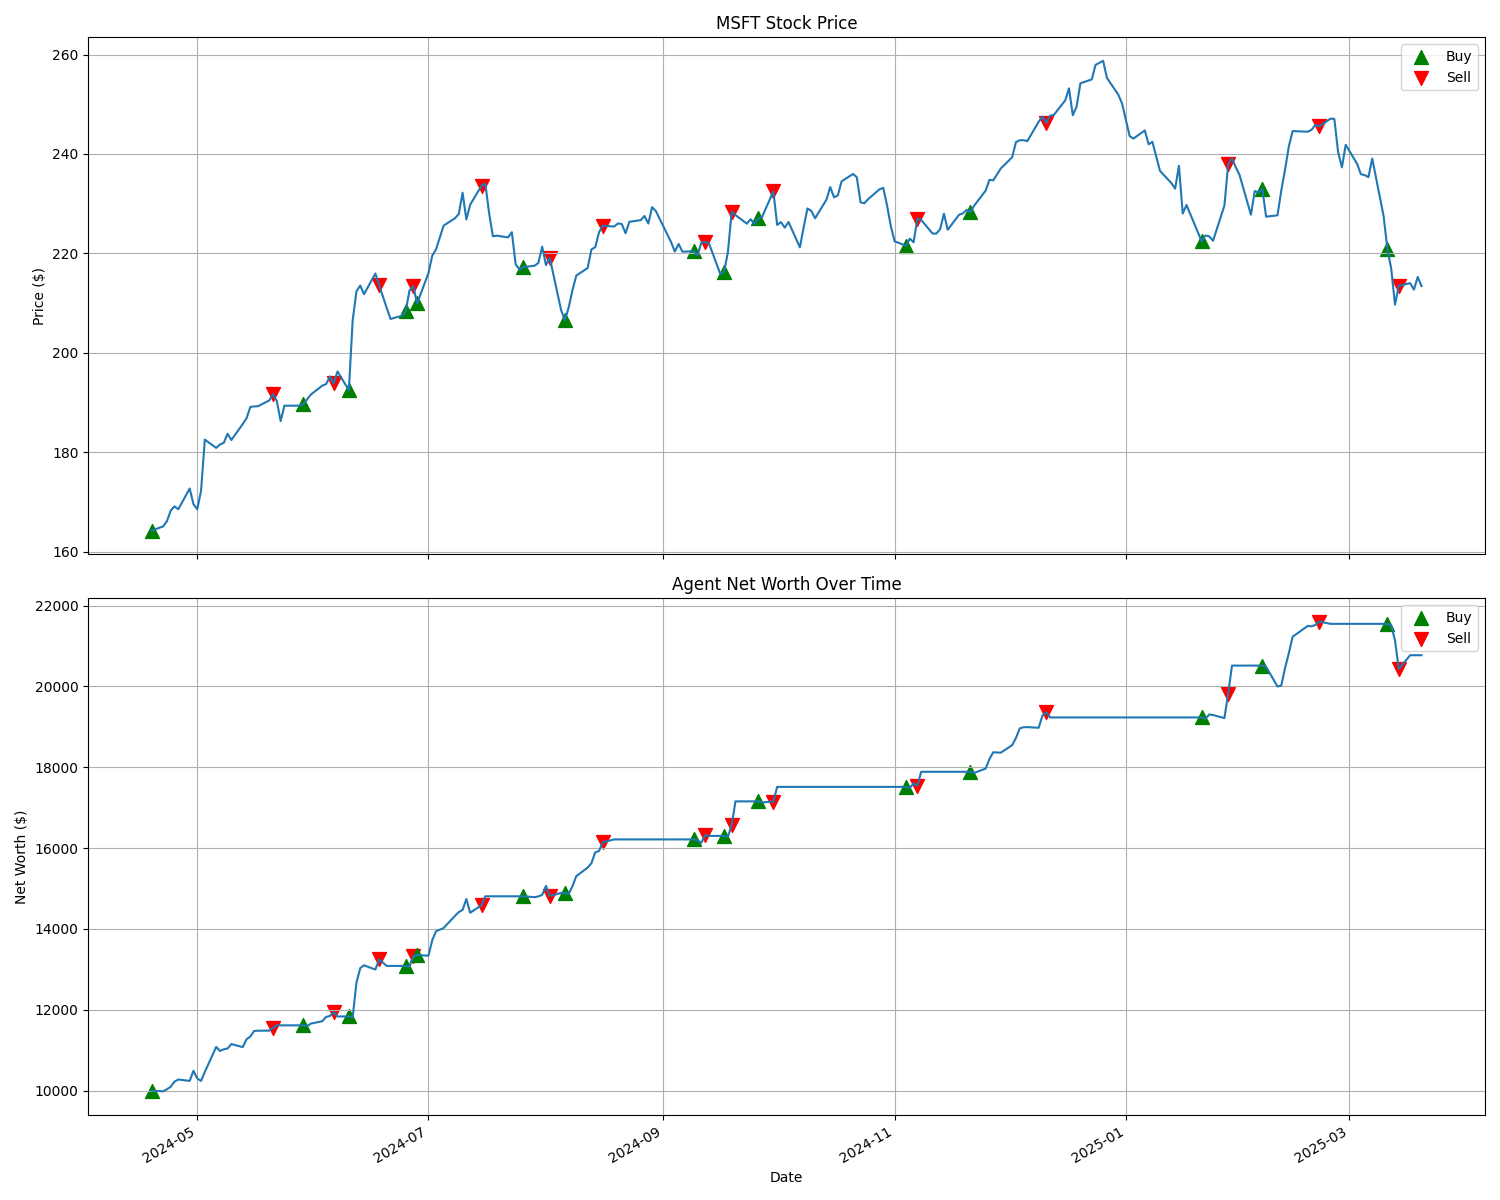 MSFT Stock Price
Buy
Sell
260
240
220
200
180
160
Price ($)
Agent Net Worth Over Time
Buy
Sell
22000
20000
18000
16000
14000
12000
10000
Net Worth ($)
2024-05
2024-07
2024-09
2024-11
2025-01
2025-03
Date